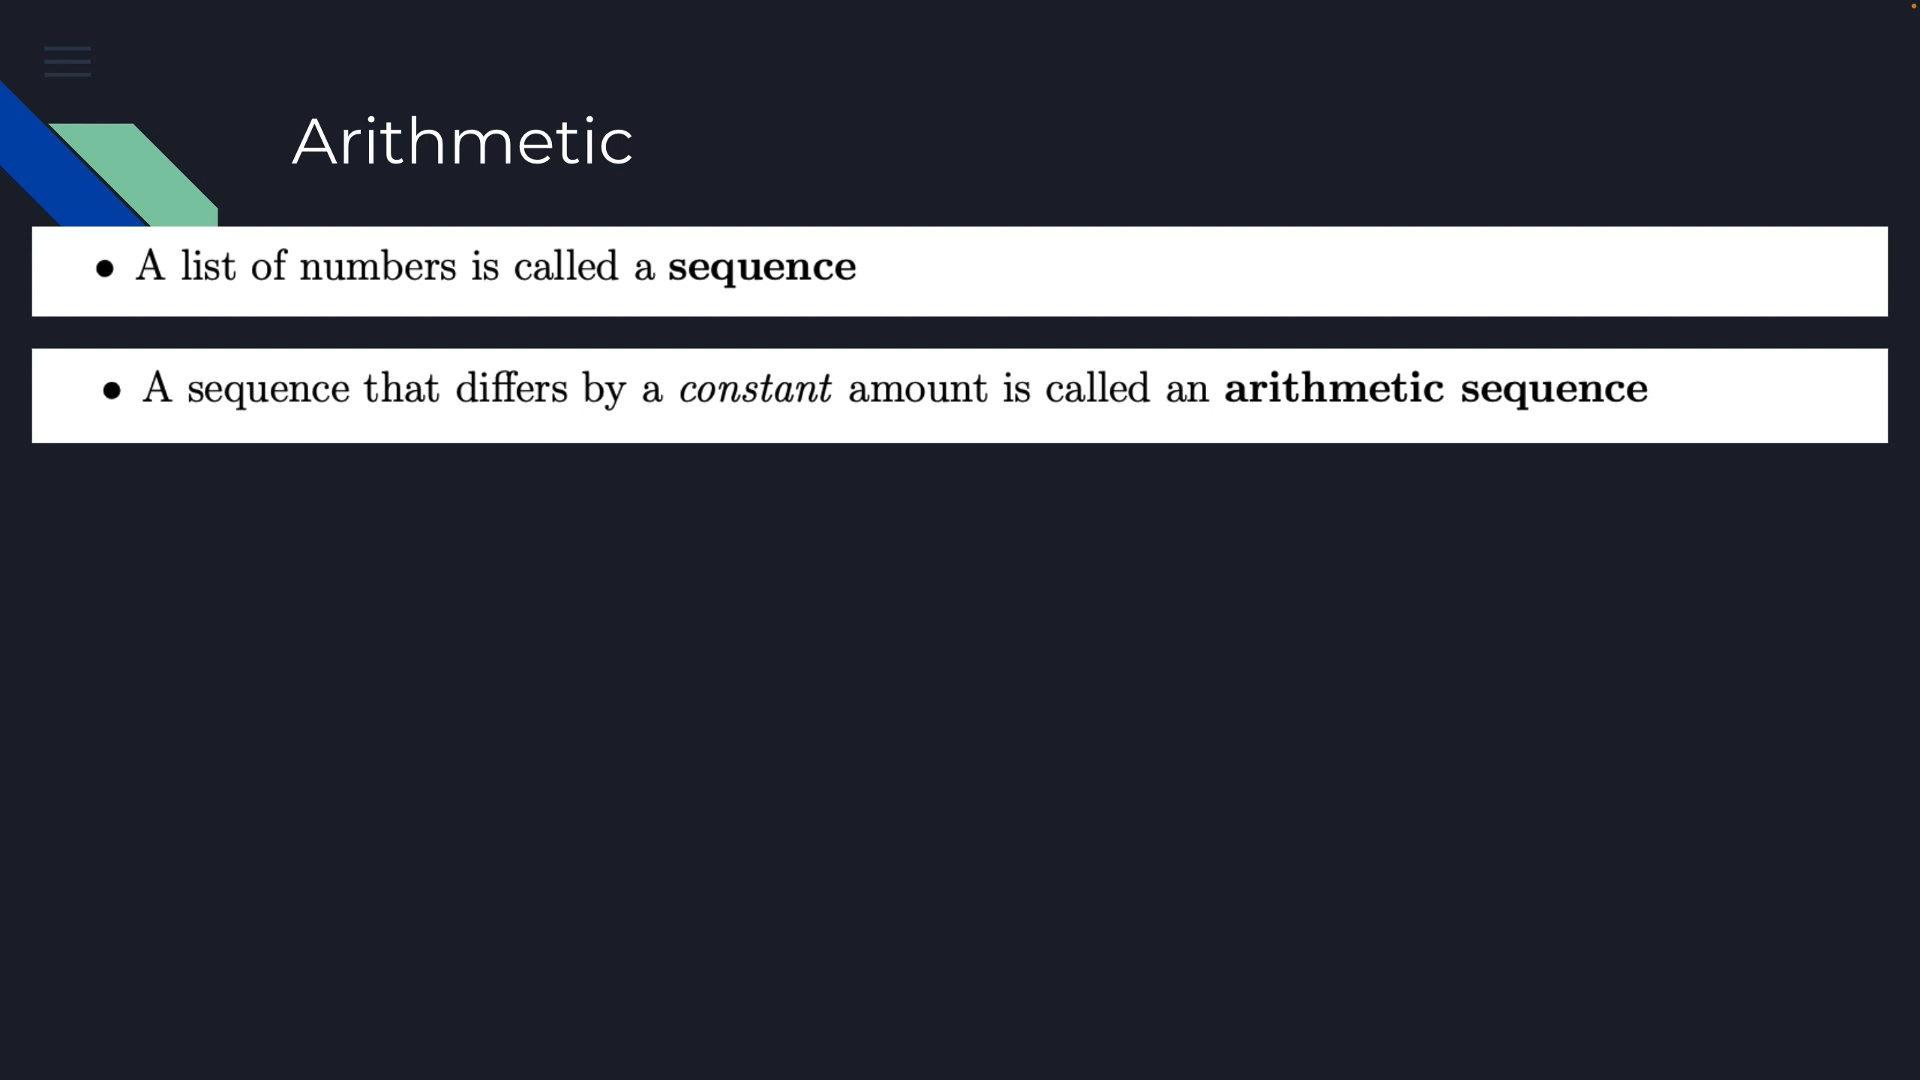 Arithmetic
• A list of numbers is called a sequence
• A sequence that differs by a constant amount is called an arithmetic sequence